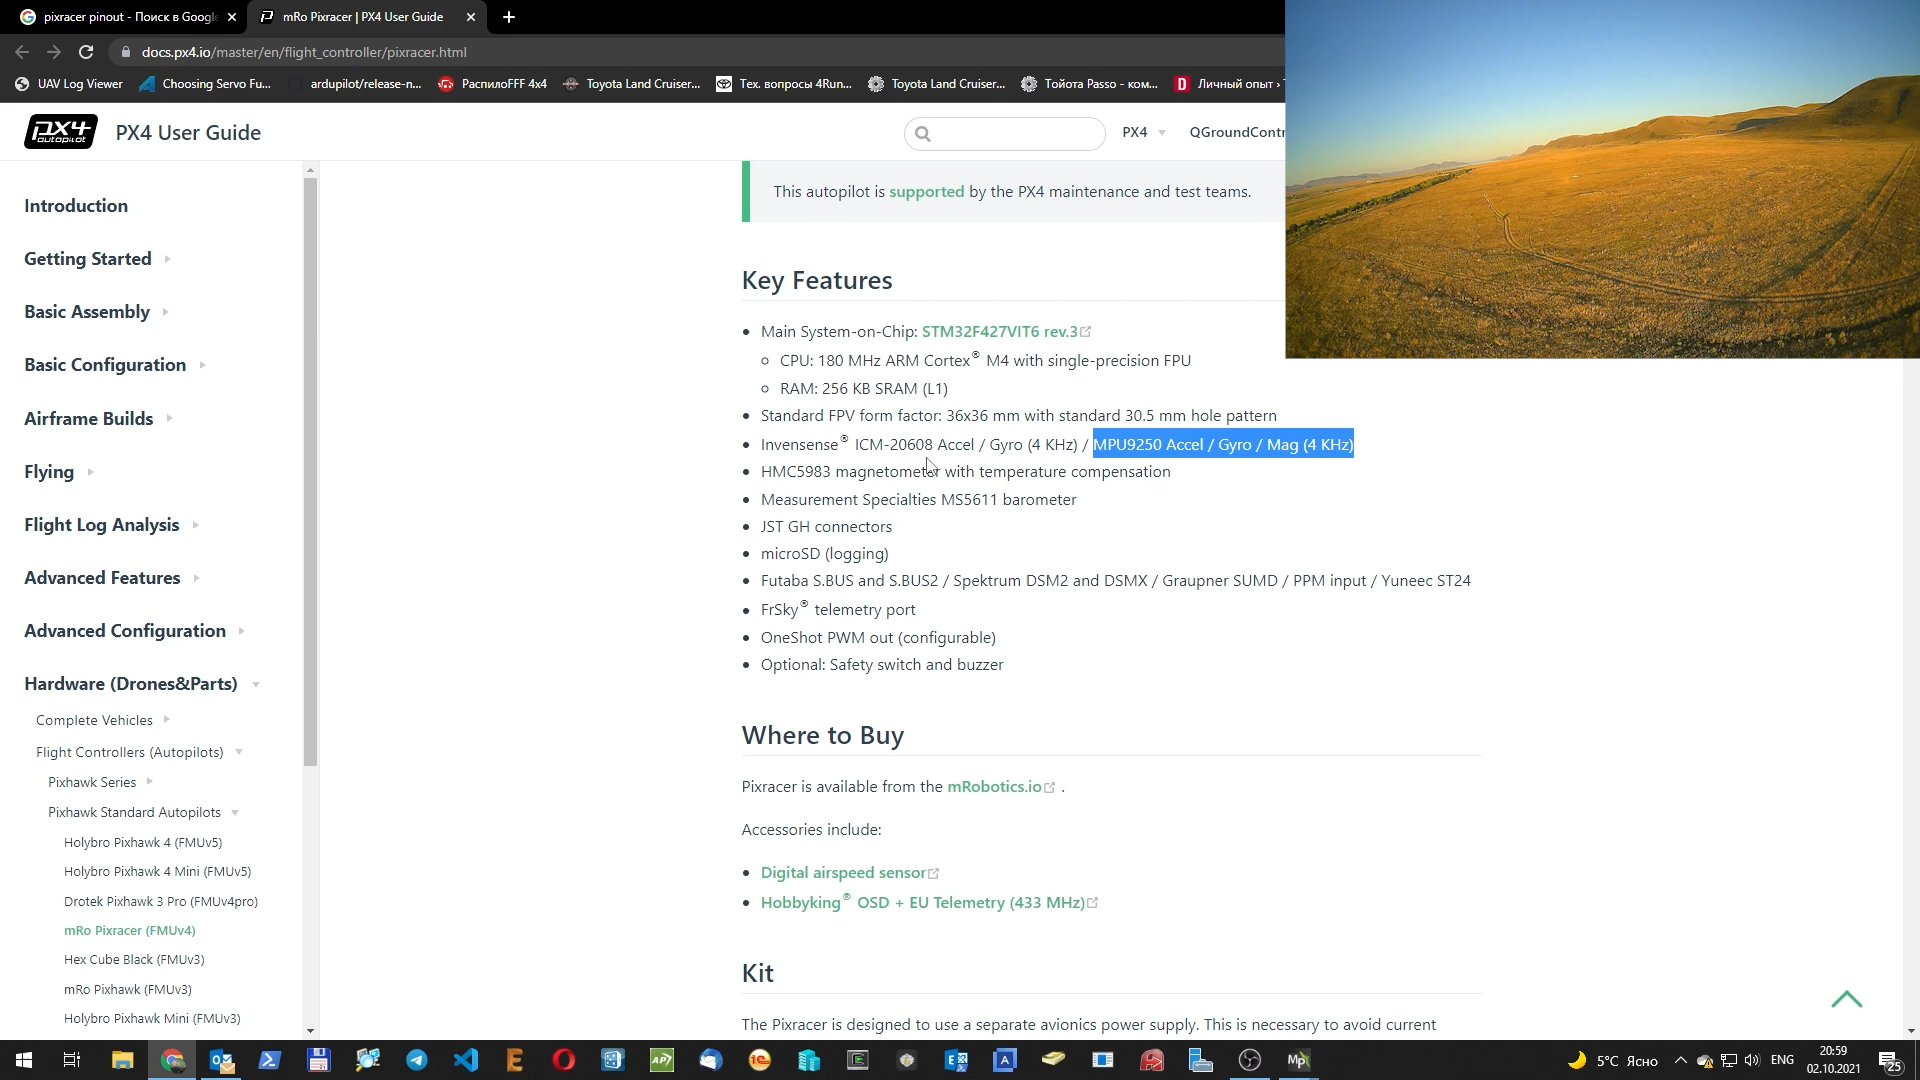 pixracer pinout - Поиск в Google
mRo Pixracer | PX4 User Guide
docs.px4.io/master/en/flight_controller/pixracer.html
UAV Log Viewer
Choosing Servo Fu...
ardupilot/release-n...
РаспилоFFF 4x4
Toyota Land Cruiser...
Тех. вопросы 4Run...
Toyota Land Cruiser...
Тойота Passo - ком...
Личный опыт ›
px4 autopilot
PX4 User Guide
PX4
QGroundContr
Introduction
Getting Started
Basic Assembly
Basic Configuration
Airframe Builds
Flying
Flight Log Analysis
Advanced Features
Advanced Configuration
Hardware (Drones&Parts)
Complete Vehicles
Flight Controllers (Autopilots)
Pixhawk Series
Pixhawk Standard Autopilots
Holybro Pixhawk 4 (FMUv5)
Holybro Pixhawk 4 Mini (FMUv5)
Drotek Pixhawk 3 Pro (FMUv4pro)
mRo Pixracer (FMUv4)
Hex Cube Black (FMUv3)
mRo Pixhawk (FMUv3)
Holybro Pixhawk Mini (FMUv3)
This autopilot is supported by the PX4 maintenance and test teams.
Key Features
Main System-on-Chip: STM32F427VIT6 rev.3
CPU: 180 MHz ARM Cortex® M4 with single-precision FPU
RAM: 256 KB SRAM (L1)
Standard FPV form factor: 36x36 mm with standard 30.5 mm hole pattern
Invensense® ICM-20608 Accel / Gyro (4 KHz) / MPU9250 Accel / Gyro / Mag (4 KHz)
HMC5983 magnetometer with temperature compensation
Measurement Specialties MS5611 barometer
JST GH connectors
microSD (logging)
Futaba S.BUS and S.BUS2 / Spektrum DSM2 and DSMX / Graupner SUMD / PPM input / Yuneec ST24
FrSky® telemetry port
OneShot PWM out (configurable)
Optional: Safety switch and buzzer
Where to Buy
Pixracer is available from the mRobotics.io .
Accessories include:
Digital airspeed sensor
Hobbyking® OSD + EU Telemetry (433 MHz)
Kit
The Pixracer is designed to use a separate avionics power supply. This is necessary to avoid current
5°C Ясно
ENG
20:59
02.10.2021
25